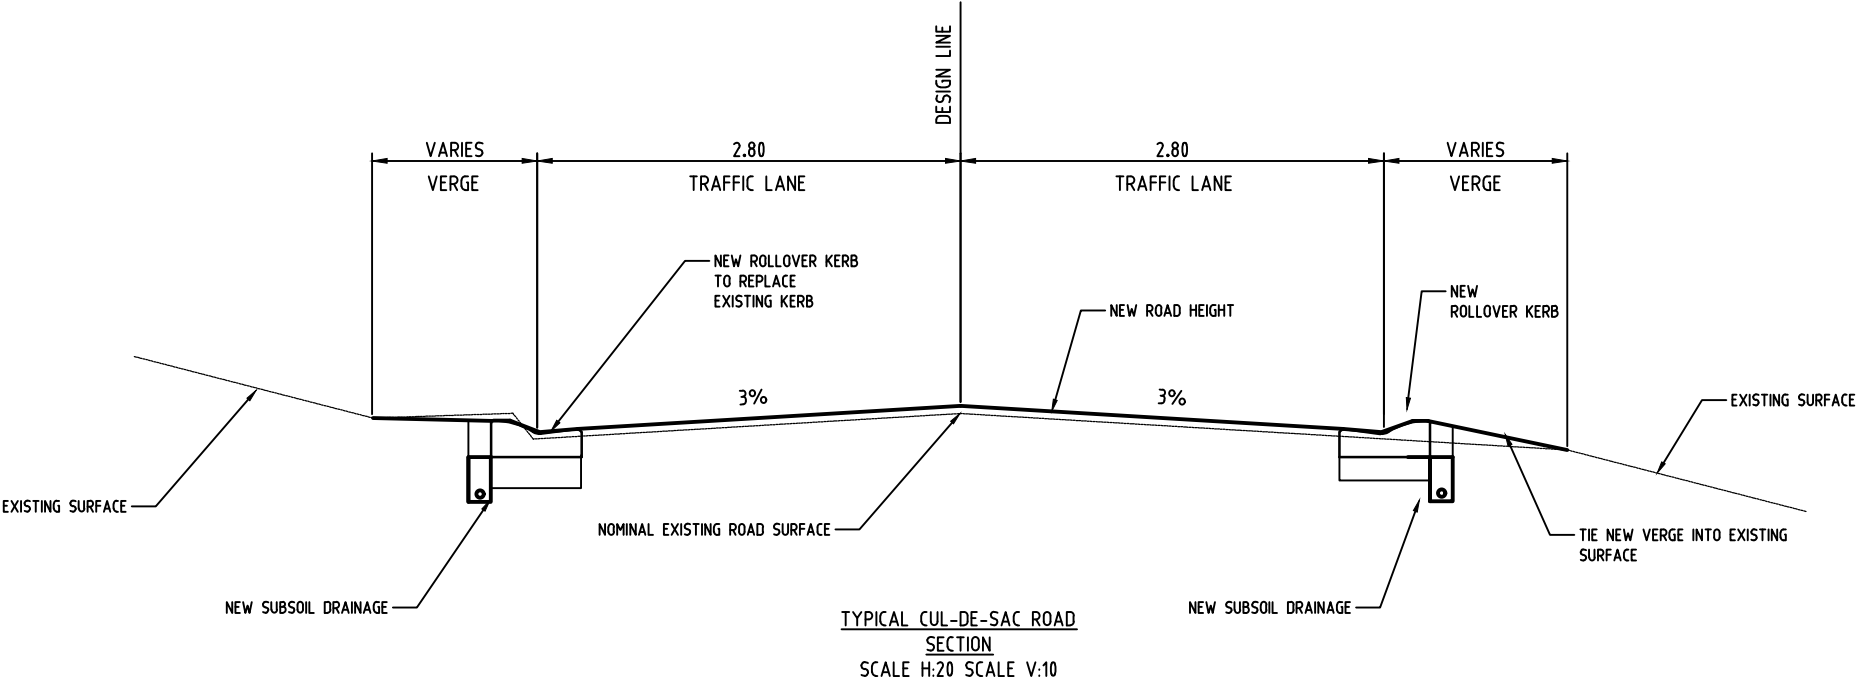 DESIGN LINE
VARIES
2.80
2.80
VARIES
VERGE
TRAFFIC LANE
TRAFFIC LANE
VERGE
NEW ROLLOVER KERB
TO REPLACE
EXISTING KERB
NEW ROAD HEIGHT
NEW
ROLLOVER KERB
3%
3%
EXISTING SURFACE
EXISTING SURFACE
NOMINAL EXISTING ROAD SURFACE
TIE NEW VERGE INTO EXISTING
SURFACE
NEW SUBSOIL DRAINAGE
NEW SUBSOIL DRAINAGE
TYPICAL CUL-DE-SAC ROAD
SECTION
SCALE H:20 SCALE V:10